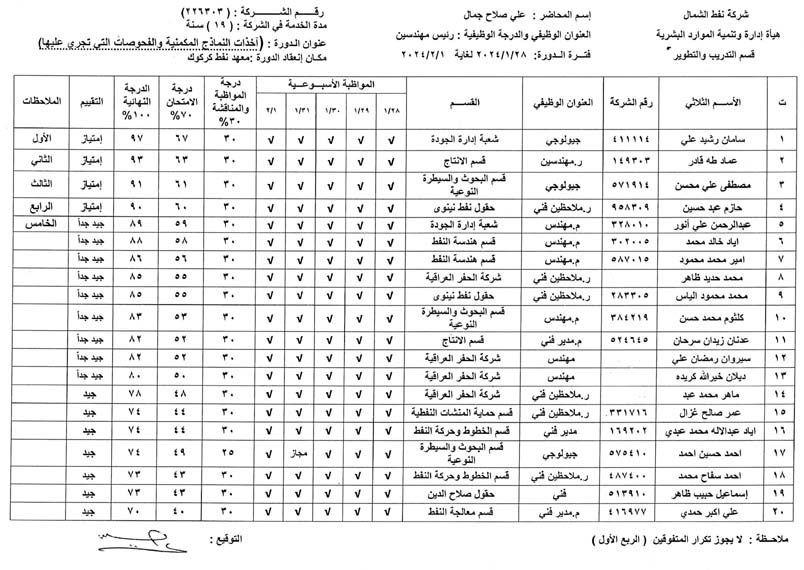 شركة نفط الشمال
هيأة إدارة وتنمية الموارد البشرية
قسم التدريب والتطوير
إسم المحاضر : علي صلاح جمال
العنوان الوظيفي والدرجة الوظيفية : رئيس مهندسين
فترة الدورة: ٢٠٢٤/١/٢٨ لغاية ٢٠٢٤/٢/١
رقم الشركة : ( ٢٢٦٣٠٣ )
مدة الخدمة في الشركة : ( ١٩ ) سنة
عنوان الدورة : (أخذات النماذج المكمنية والفحوصات التي تجرى عليها)
مكان إنعقاد الدورة :معهد نفط كركوك
ت الأسم الثلاثي رقم الشركة العنوان الوظيفي القسم المواظبة الأسبوعية درجة المواظبة والمناقشة ٣٠% درجة الامتحان ٧٠% الدرجة النهائية ١٠٠% التقييم الملاحظات
١/٢٨ ١/٢٩ ١/٣٠ ١/٣١ ٢/١
١ سامان رشيد علي ٤١١١١٤ جيولوجي شعبة إدارة الجودة √ √ √ √ √ ٣٠ ٦٧ ٩٧ إمتياز الأول
٢ عماد طه قادر ١٤٩٣٠٣ ر.مهندسين قسم الانتاج √ √ √ √ √ ٣٠ ٦٣ ٩٣ إمتياز الثاني
٣ مصطفى علي محسن ٥٧١٩١٤ جيولوجي قسم البحوث والسيطرة النوعية √ √ √ √ √ ٣٠ ٦١ ٩١ إمتياز الثالث
٤ حازم عبد حسين ٩٥٨٣٠٩ ر.ملاحظين فني حقول نفط نينوى √ √ √ √ √ ٣٠ ٦٠ ٩٠ إمتياز الرابع
٥ عبدالرحمن علي أنور ٣٢٨٠١٠ م.مهندس شعبة إدارة الجودة √ √ √ √ √ ٣٠ ٥٩ ٨٩ جيد جداً الخامس
٦ اياد خالد محمد ٣٠٢٠٠٥ م.مهندس قسم هندسة النفط √ √ √ √ √ ٣٠ ٥٨ ٨٨ جيد جداً
٧ امير محمد محمود ٥٨٧٠١٥ م.مهندس قسم هندسة النفط √ √ √ √ √ ٣٠ ٥٦ ٨٦ جيد جداً
٨ محمد حديد ظاهر ر.ملاحظين فني شركة الحفر العراقية √ √ √ √ √ ٣٠ ٥٥ ٨٥ جيد جداً
٩ محمد محمود الياس ٢٨٣٣٠٥ ر.ملاحظين فني حقول نفط نينوى √ √ √ √ √ ٣٠ ٥٥ ٨٥ جيد جداً
١٠ كلثوم محمد حسن ٣٨٤٢١٩ م.مهندس قسم البحوث والسيطرة النوعية √ √ √ √ √ ٣٠ ٥٣ ٨٣ جيد جداً
١١ عدنان زيدان سرحان ٥٢٤٦٤٥ م.مدير فني قسم الانتاج √ √ √ √ √ ٣٠ ٥٢ ٨٢ جيد جداً
١٢ سيروان رمضان علي مهندس شركة الحفر العراقية √ √ √ √ √ ٣٠ ٥٢ ٨٢ جيد جداً
١٣ ديلان خيرالله كريده مهندس شركة الحفر العراقية √ √ √ √ √ ٣٠ ٥٠ ٨٠ جيد جداً
١٤ ماهر محمد عبد ر.ملاحظين فني شركة الحفر العراقية √ √ √ √ √ ٣٠ ٤٨ ٧٨ جيد
١٥ عمر صالح غزال ٣٣١٧١٦ ر.ملاحظين فني قسم حماية المنشات النفطية √ √ √ √ √ ٣٠ ٤٤ ٧٤ جيد
١٦ اياد عبدالاله محمد عبدي ١٦٩٢٠٢ مدير فني قسم الخطوط وحركة النفط √ √ √ √ √ ٣٠ ٤٤ ٧٤ جيد
١٧ احمد حسين احمد ٥٧٥٤١٠ جيولوجي قسم البحوث والسيطرة النوعية √ √ √ مجاز √ ٢٥ ٤٩ ٧٤ جيد
١٨ احمد سفاح محمد ٤٨٧٤٠٠ ر.ملاحظين فني قسم الخطوط وحركة النفط √ √ √ √ √ ٣٠ ٤٣ ٧٣ جيد
١٩ إسماعيل حبيب ظاهر ٥١٣٩١٠ فني حقول صلاح الدين √ √ √ √ √ ٣٠ ٤٣ ٧٣ جيد
٢٠ علي اكبر حمدي ٤١٦٩٧٧ م.مدير فني قسم معالجة النفط √ √ √ √ √ ٣٠ ٤٠ ٧٠ جيد
ملاحظة : لا يجوز تكرار المتفوقين ( الربع الأول )
التوقيع :